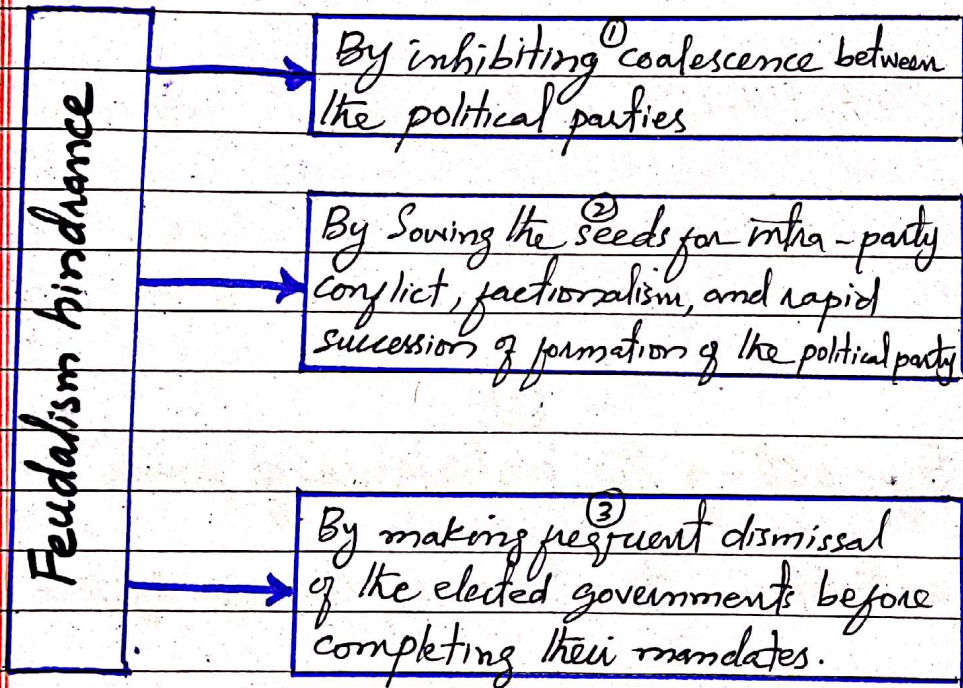 Feudalism hindrance
①
By inhibiting coalescence between
the political parties
②
By Sowing the seeds for intra-party
conflict, factionalism, and rapid
succession of formation of the political party
③
By making frequent dismissal
of the elected governments before
completing their mandates.